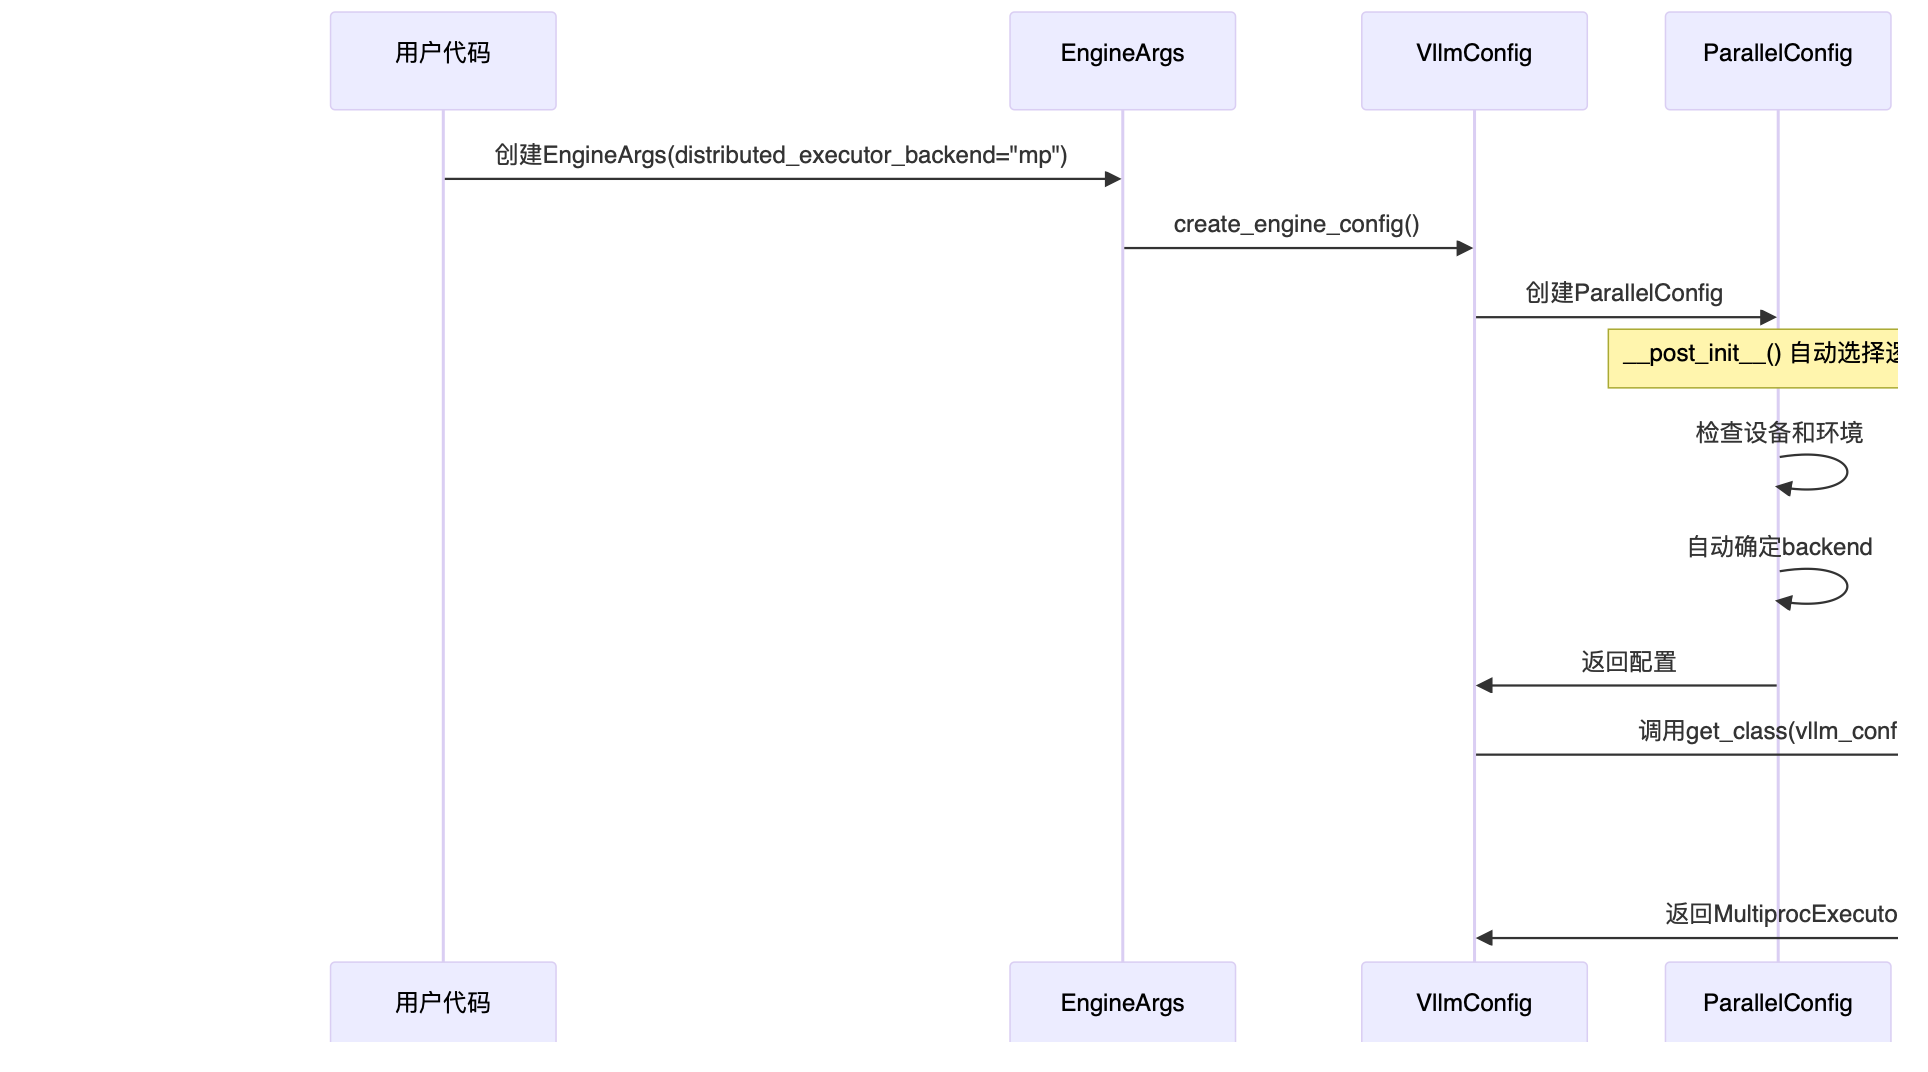 用户代码
EngineArgs
VllmConfig
ParallelConfig
创建EngineArgs(distributed_executor_backend="mp")
create_engine_config()
创建ParallelConfig
__post_init__() 自动选择
检查设备和环境
自动确定backend
返回配置
调用get_class(vllm_conf
返回MultiprocExecuto
用户代码
EngineArgs
VllmConfig
ParallelConfig